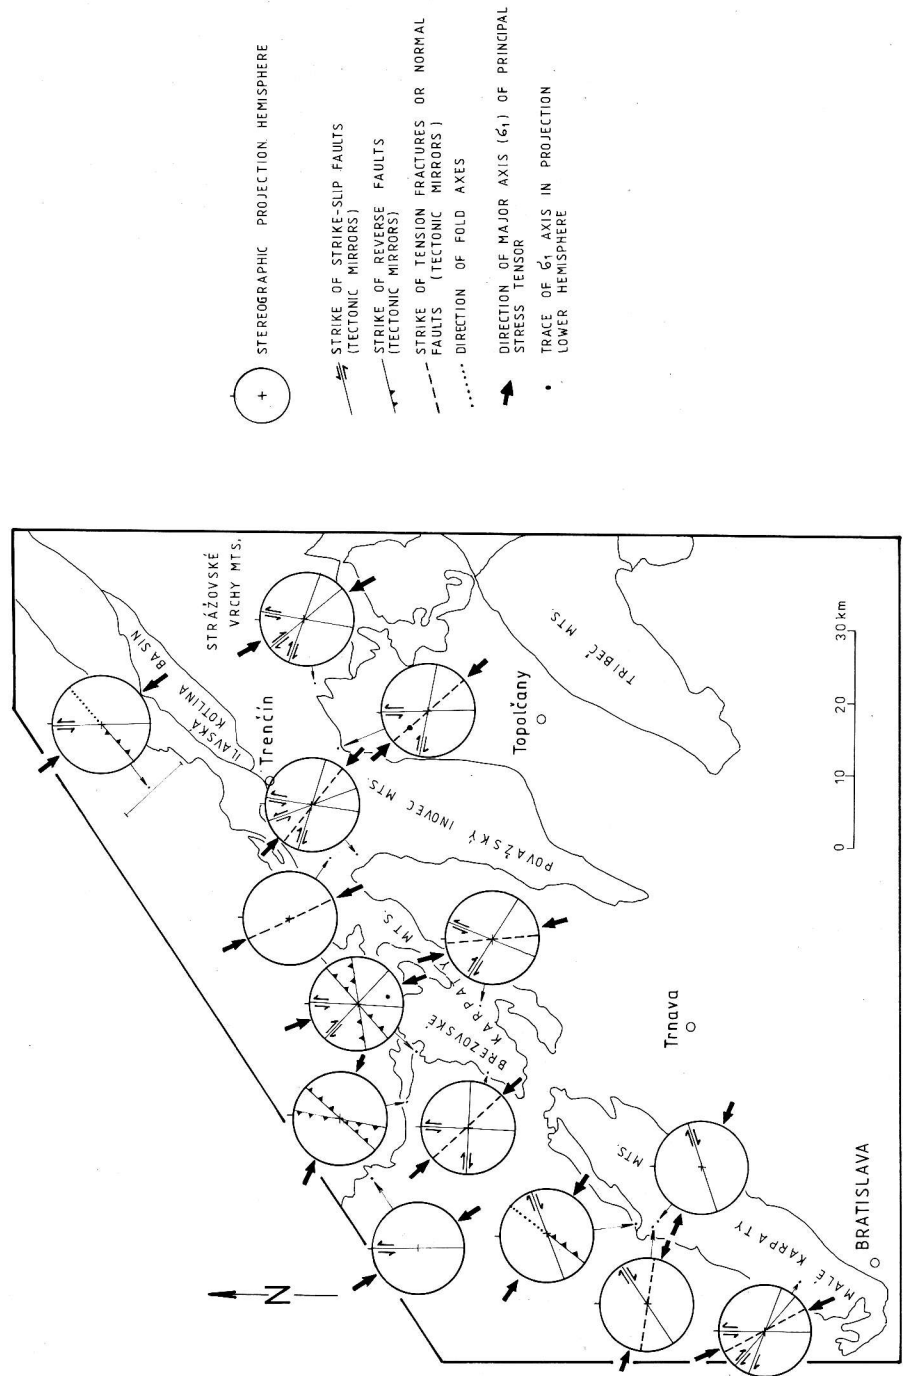 STEREOGRAPHIC PROJECTION HEMISPHERE
STRIKE OF STRIKE-SLIP FAULTS
(TECTONIC MIRRORS)
STRIKE OF REVERSE FAULTS
(TECTONIC MIRRORS)
STRIKE OF TENSION FRACTURES OR NORMAL
FAULTS (TECTONIC MIRRORS)
DIRECTION OF FOLD AXES
DIRECTION OF MAJOR AXIS (б₁) OF PRINCIPAL
STRESS TENSOR
TRACE OF б₁ AXIS IN PROJECTION
LOWER HEMISPHERE
N
STRÁŽOVSKÉ
VRCHY MTS.
ILAVSKÁ
KOTLINA
BASIN
Trenčín
POVAŽSKÝ INOVEC MTS.
Topolčany
TRIBEČ MTS.
BREZOVSKÉ
KARPATY MTS.
Trnava
MALÉ KARPATY MTS.
BRATISLAVA
0 10 20 30 km